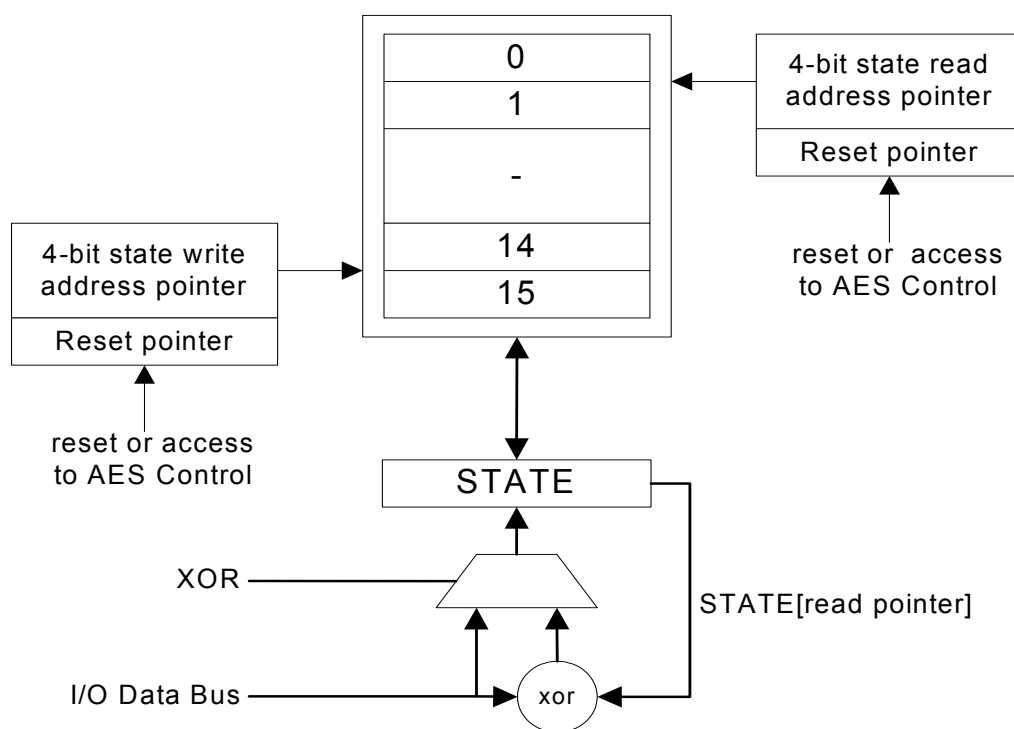 0
1
-
14
15
4-bit state read
address pointer
Reset pointer
reset or access
to AES Control
4-bit state write
address pointer
Reset pointer
reset or access
to AES Control
STATE
XOR
STATE[read pointer]
I/O Data Bus
xor